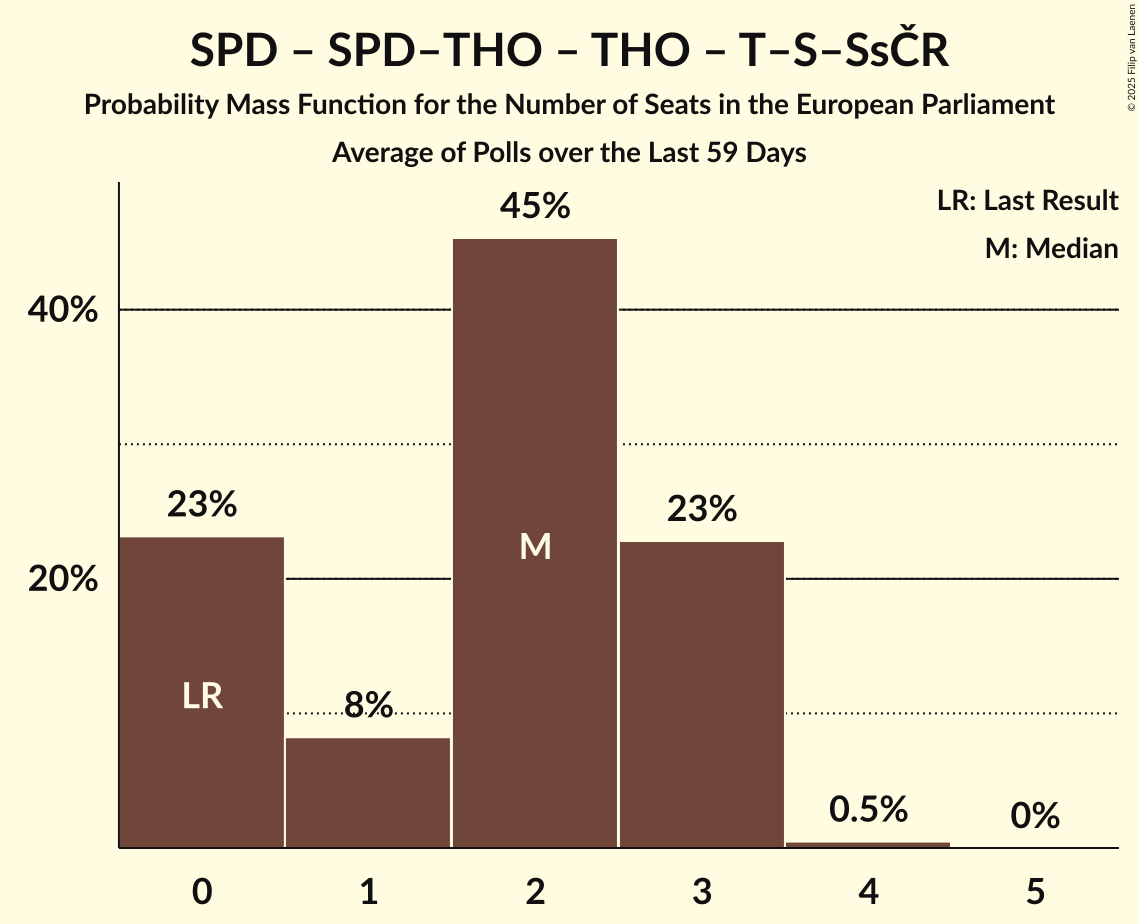 SPD – SPD–THO – THO – T–S–SsČR
Probability Mass Function for the Number of Seats in the European Parliament
Average of Polls over the Last 59 Days
© 2025 Filip van Laenen
LR: Last Result
M: Median
45%
40%
23%
23%
M
20%
LR
8%
0.5%
0%
0 1 2 3 4 5